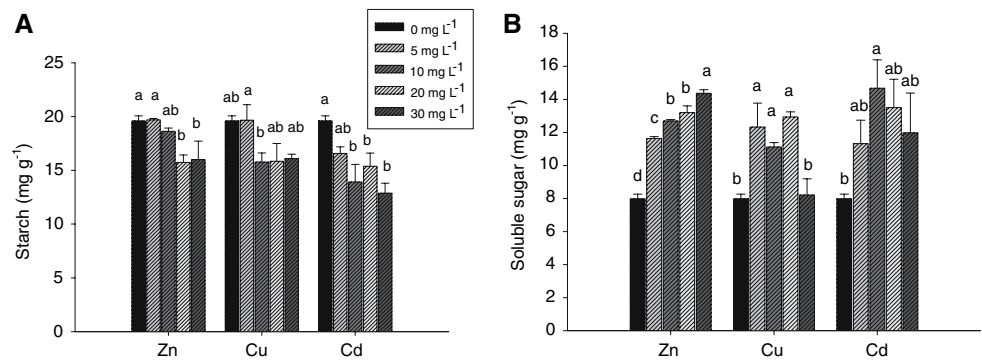 A
Starch (mg g⁻¹)
25
20
15
10
5
0
0 mg L⁻¹
5 mg L⁻¹
10 mg L⁻¹
20 mg L⁻¹
30 mg L⁻¹
a a ab b b
ab a b ab ab
a ab b b b
Zn Cu Cd
B
Soluble sugar (mg g⁻¹)
18
16
14
12
10
8
6
4
2
0
d c b b a
b a a a b
b ab a ab ab
Zn Cu Cd